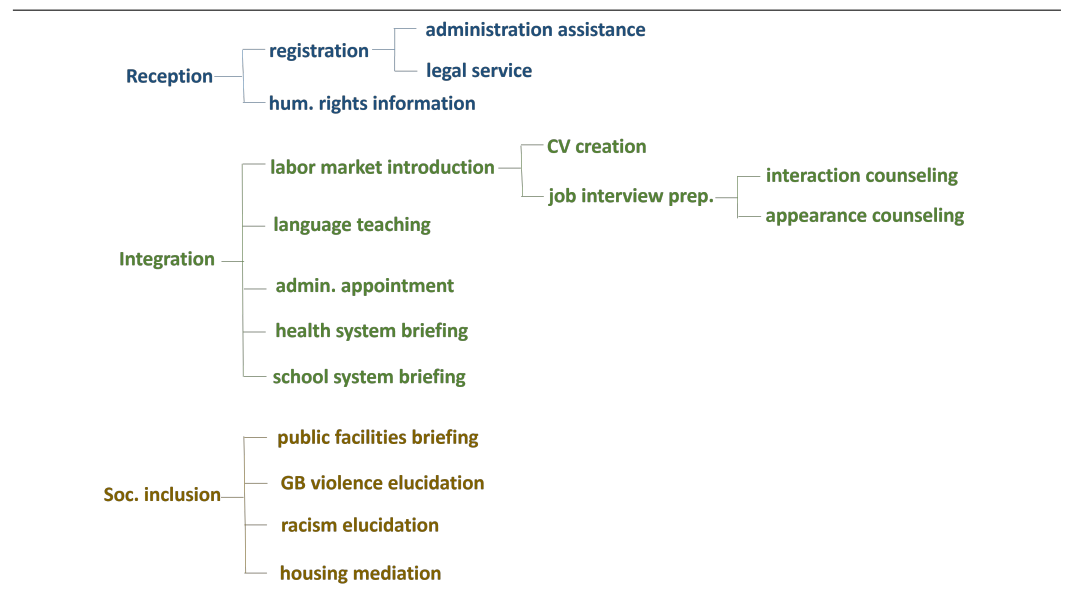 administration assistance
registration
legal service
Reception
hum. rights information
CV creation
labor market introduction
interaction counseling
job interview prep.
appearance counseling
language teaching
Integration
admin. appointment
health system briefing
school system briefing
public facilities briefing
GB violence elucidation
Soc. inclusion
racism elucidation
housing mediation